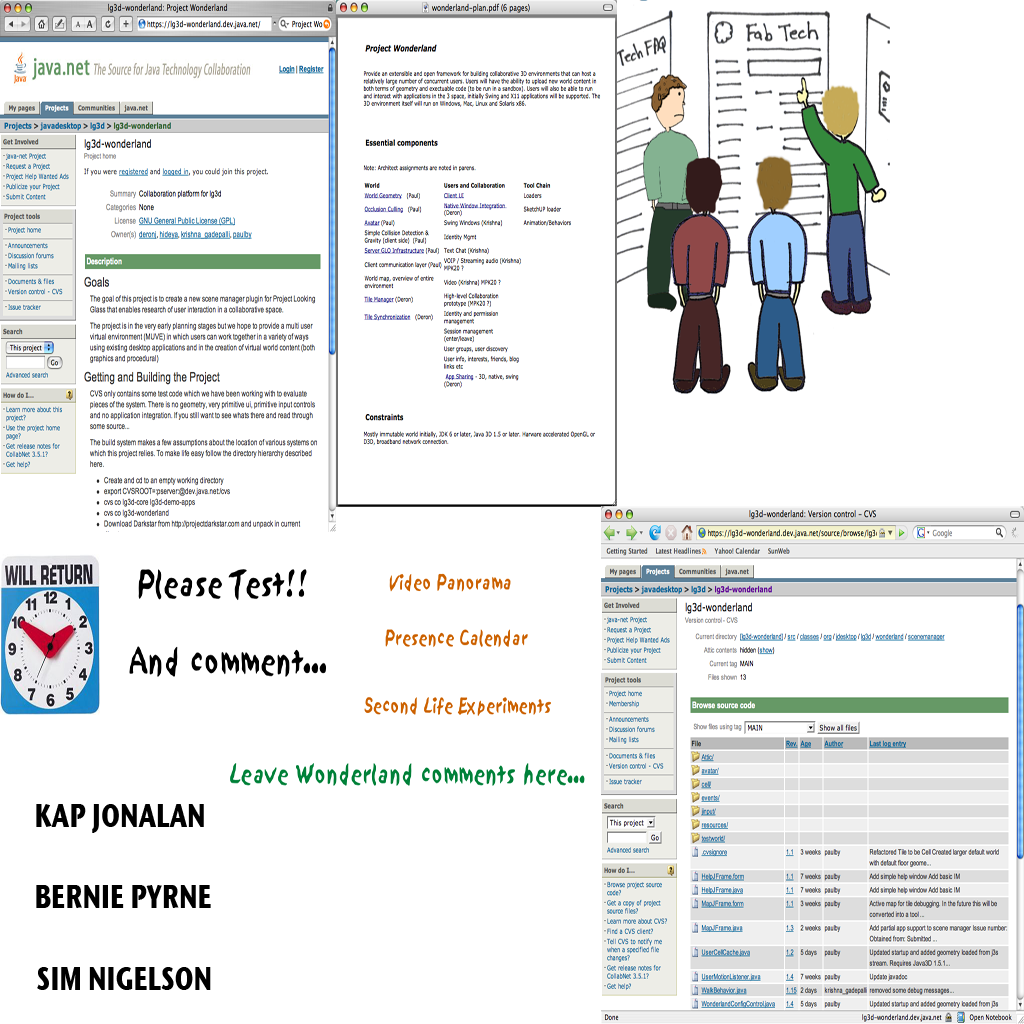 lg3d-wonderland: Project Wonderland
https://lg3d-wonderland.dev.java.net/
Project Wo
java.net The Source for Java Technology Collaboration
Login | Register
My pages Projects Communities java.net
Projects > javadesktop > lg3d > lg3d-wonderland
Get Involved
java-net Project
Request a Project
Project Help Wanted Ads
Publicize your Project
Submit Content
Project tools
Project home
Announcements
Discussion forums
Mailing lists
Documents & files
Version control - CVS
Issue tracker
Search
This project
Go
Advanced search
How do I...
Learn more about this
project?
Use the project home
page?
Get release notes for
CollabNet 3.5.1?
Get help?
lg3d-wonderland
Project home
If you were registered and logged in, you could join this project.
Summary Collaboration platform for lg3d
Categories None
License GNU General Public License (GPL)
Owner(s) deronj, hideya, krishna_gadepalli, paulby
Description
Goals
The goal of this project is to create a new scene manager plugin for Project Looking
Glass that enables research of user interaction in a collaborative space.
The project is in the very early planning stages but we hope to provide a multi user
virtual environment (MUVE) in which users can work together in a variety of ways
using existing desktop applications and in the creation of virtual world content (both
graphics and procedural)
Getting and Building the Project
CVS only contains some test code which we have been working with to evaluate
pieces of the system. There is no geometry, very primitive ui, primitive input controls
and no application integration. If you still want to see whats there and read through
some source...
The build system makes a few assumptions about the location of various systems on
which this project relies. To make life easy follow the directory hierarchy described
here.
Create and cd to an empty working directory
export CVSROOT=:pserver:@dev.java.net/cvs
cvs co lg3d-core lg3d-demo-apps
cvs co lg3d-wonderland
Download Darkstar from http://projectdarkstar.com and unpack in current
wonderland-plan.pdf (6 pages)
Project Wonderland
Provide an extensible and open framework for building collaborative 3D environments that can host a
relatively large number of concurrent users. Users will have the ability to upload new world content in
both terms of geometry and exectuable code (to be run in a sandbox). Users will also be able to run
and interact with applications in the 3 space, initially Swing and X11 applications will be supported. The
3D environment itself will run on Windows, Mac, Linux and Solaris x86.
Essential components
Note: Architect assignments are noted in parens.
World Users and Collaboration Tool Chain
World Geometry (Paul) Client UI Loaders
Occlusion Culling (Paul) Native Window Integration (Deron) SketchUP loader
Avatar (Paul) Swing Windows (Krishna) Animation/Behaviors
Simple Collision Detection & Gravity (client side) (Paul) Identity Mgmt
Server GLO Infrastructure (Paul) Text Chat (Krishna)
Client communication layer (Paul) VOIP / Streaming audio (Krishna) MPK20 ?
World map, overview of entire environment Video (Krishna) MPK20 ?
Tile Manager (Deron) High-level Collaboration prototype (MPK20 ?)
Tile Synchronization (Deron) Identity and permission management
Session management (enter/leave)
User groups, user discovery
User info, interests, friends, blog links etc
App Sharing - 3D, native, swing (Deron)
Constraints
Mostly immutable world initially, JDK 6 or later, Java 3D 1.5 or later. Harware accelerated OpenGL or
D3D, broadband network connection.
Tech FAQ
Fab Tech
WILL RETURN
12 1 2 3 4 5 6 7 8 9 10 11
Please Test!!
And comment...
Video Panorama
Presence Calendar
Second Life Experiments
Leave Wonderland comments here...
KAP JONALAN
BERNIE PYRNE
SIM NIGELSON
lg3d-wonderland: Version control - CVS
https://lg3d-wonderland.dev.java.net/source/browse/lg3
Google
Getting Started Latest Headlines Yahoo! Calendar SunWeb
My pages Projects Communities java.net
Projects > javadesktop > lg3d > lg3d-wonderland
Get Involved
java-net Project
Request a Project
Project Help Wanted Ads
Publicize your Project
Submit Content
Project tools
Project home
Membership
Announcements
Discussion forums
Mailing lists
Documents & files
Version control - CVS
Issue tracker
Search
This project
Go
Advanced search
How do I...
Browse project source
code?
Get a copy of project
source files?
Learn more about CVS?
Find a CVS client?
Tell CVS to notify me
when a specified file
changes?
Get release notes for
CollabNet 3.5.1?
Get help?
lg3d-wonderland
Version control - CVS
Current directory [lg3d-wonderland] / src / classes / org / jdesktop / lg3d / wonderland / scenemanager
Attic contents hidden (show)
Current tag MAIN
Files shown 13
Browse source code
Show files using tag MAIN Show all files
File Rev. Age Author Last log entry
Attic/
avatar/
cell/
events/
jinput/
resources/
testworld/
.cvsignore 1.1 3 weeks paulby Refactored Tile to be Cell Created larger default world with default floor geome...
HelpJFrame.form 1.1 7 weeks paulby Add simple help window Add basic IM
HelpJFrame.java 1.1 7 weeks paulby Add simple help window Add basic IM
MapJFrame.form 1.1 3 weeks paulby Active map for tile debugging. In the future this will be converted into a tool ...
MapJFrame.java 1.3 2 weeks paulby Add partial app support to scene manager Issue number: Obtained from: Submitted ...
UserCellCache.java 1.2 5 days paulby Updated startup and added geometry loaded from j3s stream. Requires Java3D 1.5.1...
UserMotionListener.java 1.4 7 weeks paulby Update javadoc
WalkBehavior.java 1.15 2 days krishna_gadepalli removed some debug messages...
WonderlandConfigControl.java 1.4 5 days paulby Updated startup and added geometry loaded from j3s
Done
lg3d-wonderland.dev.java.net Open Notebook